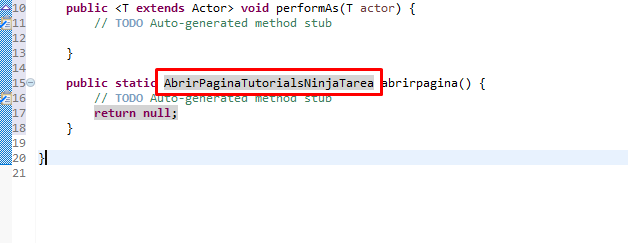 10 public <T extends Actor> void performAs(T actor) {
11 // TODO Auto-generated method stub
12
13 }
14
15 public static AbrirPaginaTutorialsNinjaTarea abrirpagina() {
16 // TODO Auto-generated method stub
17 return null;
18 }
19
20 }
21